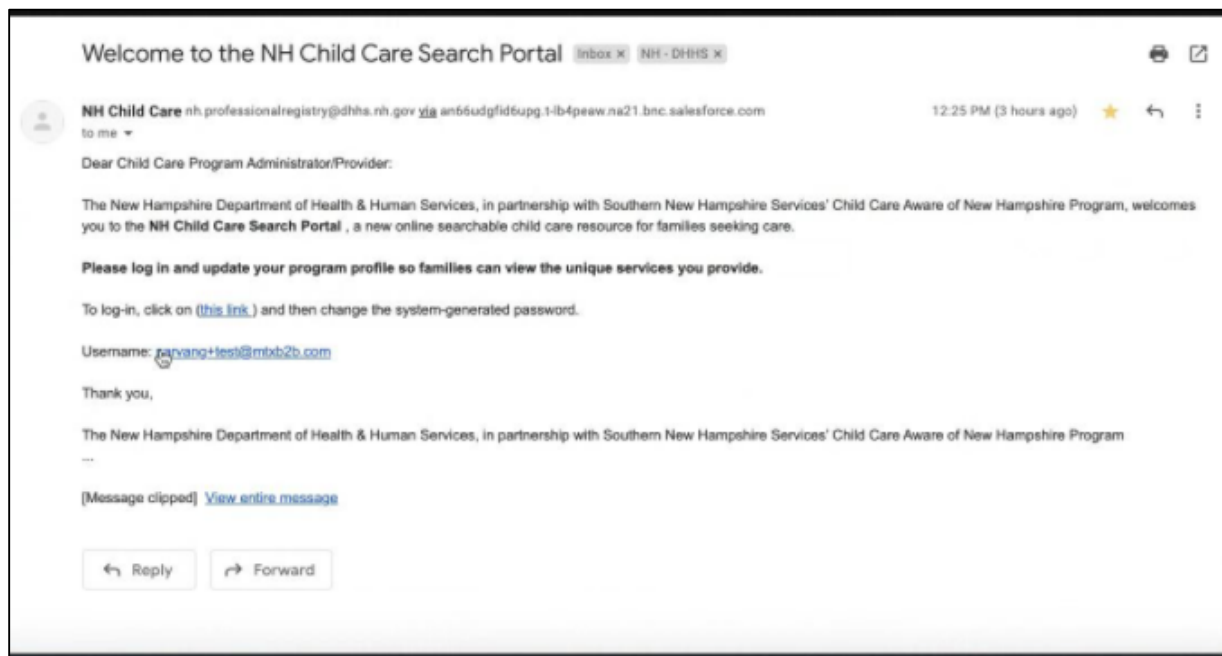 Welcome to the NH Child Care Search Portal Inbox x NH - DHHS x
NH Child Care nh.professionalregistry@dhhs.nh.gov via an66udgfid6upg.t-lb4peaw.na21.bnc.salesforce.com 12:25 PM (3 hours ago)
to me
Dear Child Care Program Administrator/Provider:
The New Hampshire Department of Health & Human Services, in partnership with Southern New Hampshire Services' Child Care Aware of New Hampshire Program, welcomes
you to the NH Child Care Search Portal , a new online searchable child care resource for families seeking care.
Please log in and update your program profile so families can view the unique services you provide.
To log-in, click on (this link ) and then change the system-generated password.
Username:
Thank you,
The New Hampshire Department of Health & Human Services, in partnership with Southern New Hampshire Services' Child Care Aware of New Hampshire Program
...
[Message clipped] View entire message
Reply Forward